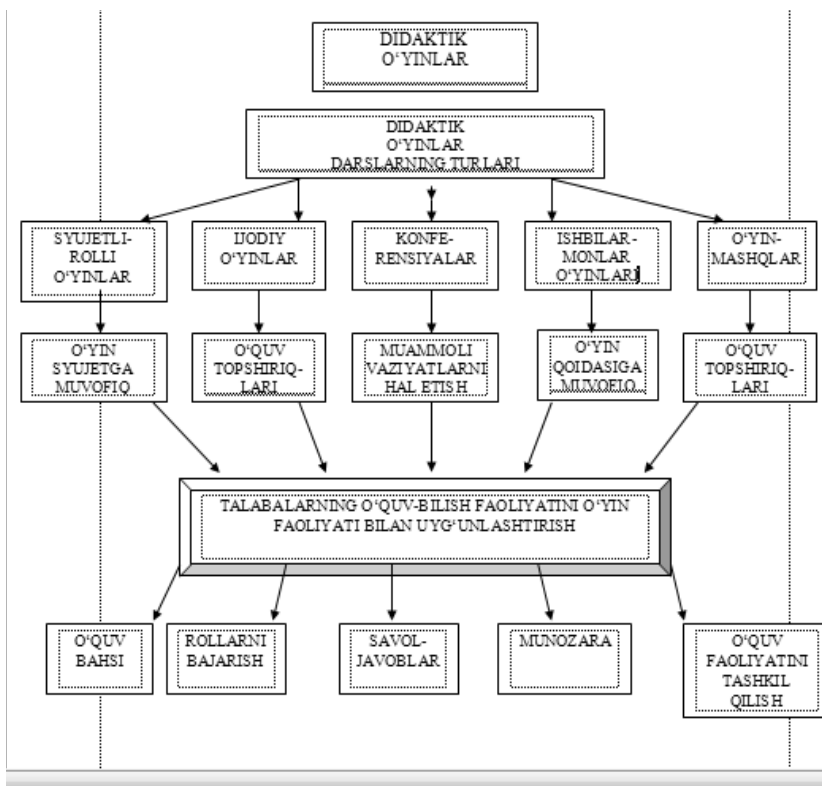 DIDAKTIK
O‘YINLAR
DIDAKTIK
O‘YINLAR
DARSLARNING TURLARI
SYUJETLI-
ROLLI
O‘YINLAR
IJODIY
O‘YINLAR
KONFE-
RENSIYALAR
ISHBILAR-
MONLAR
O‘YINLARI
O‘YIN-
MASHQLAR
O‘YIN
SYUJETGA
MUVOFIQ
O‘QUV
TOPSHIRIQ-
LARI
MUAMMOLI
VAZIYATLARNI
HAL ETISH
O‘YIN
QOIDASIGA
MUVOFIQ
O‘QUV
TOPSHIRIQ-
LARI
TALABALARNING O‘QUV-BILISH FAOLIYATINI O‘YIN
FAOLIYATI BILAN UYG‘UNLASHTIRISH
O‘QUV
BAHSI
ROLLARNI
BAJARISH
SAVOL-
JAVOBLAR
MUNOZARA
O‘QUV
FAOLIYATINI
TASHKIL
QILISH